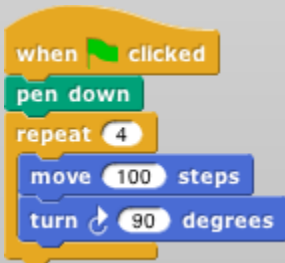 when clicked
pen down
repeat 4
move 100 steps
turn 90 degrees